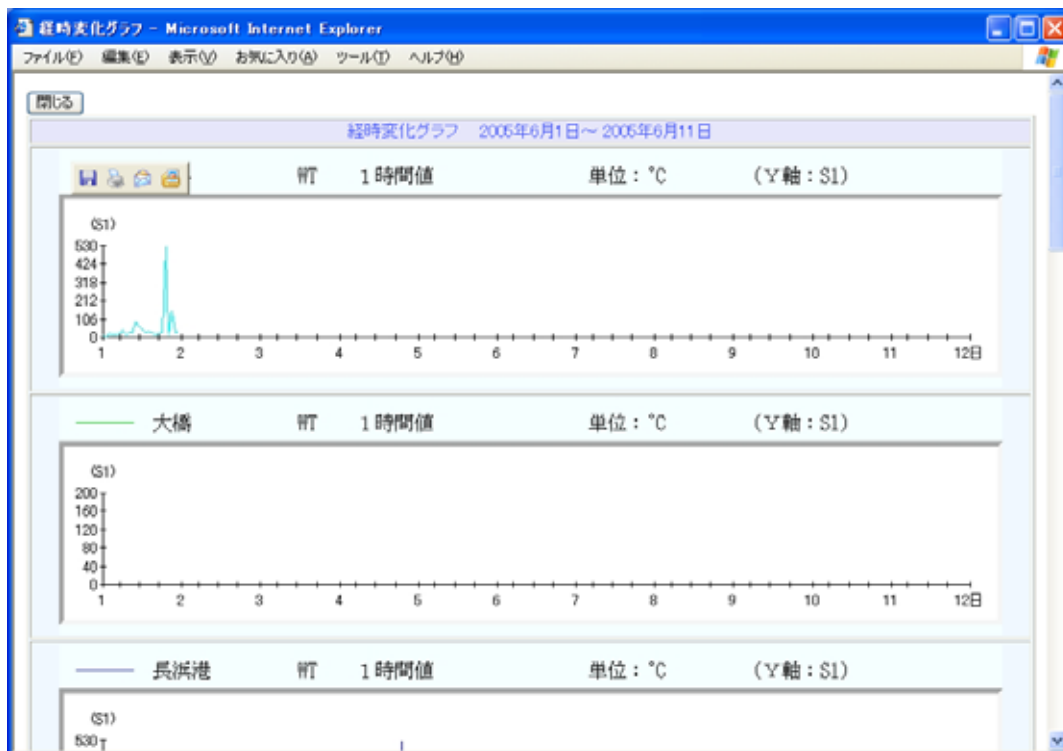 経時変化グラフ - Microsoft Internet Explorer
ファイル(F) 編集(E) 表示(V) お気に入り(A) ツール(T) ヘルプ(H)
閉じる
経時変化グラフ 2005年6月1日～2005年6月11日
WT 1時間値 単位：℃ (Y軸：S1)
(S1)
530
424
318
212
106
0
1 2 3 4 5 6 7 8 9 10 11 12日
大橋 WT 1時間値 単位：℃ (Y軸：S1)
(S1)
200
160
120
80
40
0
1 2 3 4 5 6 7 8 9 10 11 12日
長浜港 WT 1時間値 単位：℃ (Y軸：S1)
(S1)
530